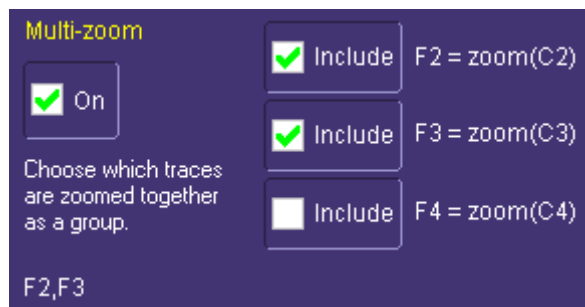 Multi-zoom
On
Choose which traces
are zoomed together
as a group.
F2,F3
Include F2 = zoom(C2)
Include F3 = zoom(C3)
Include F4 = zoom(C4)